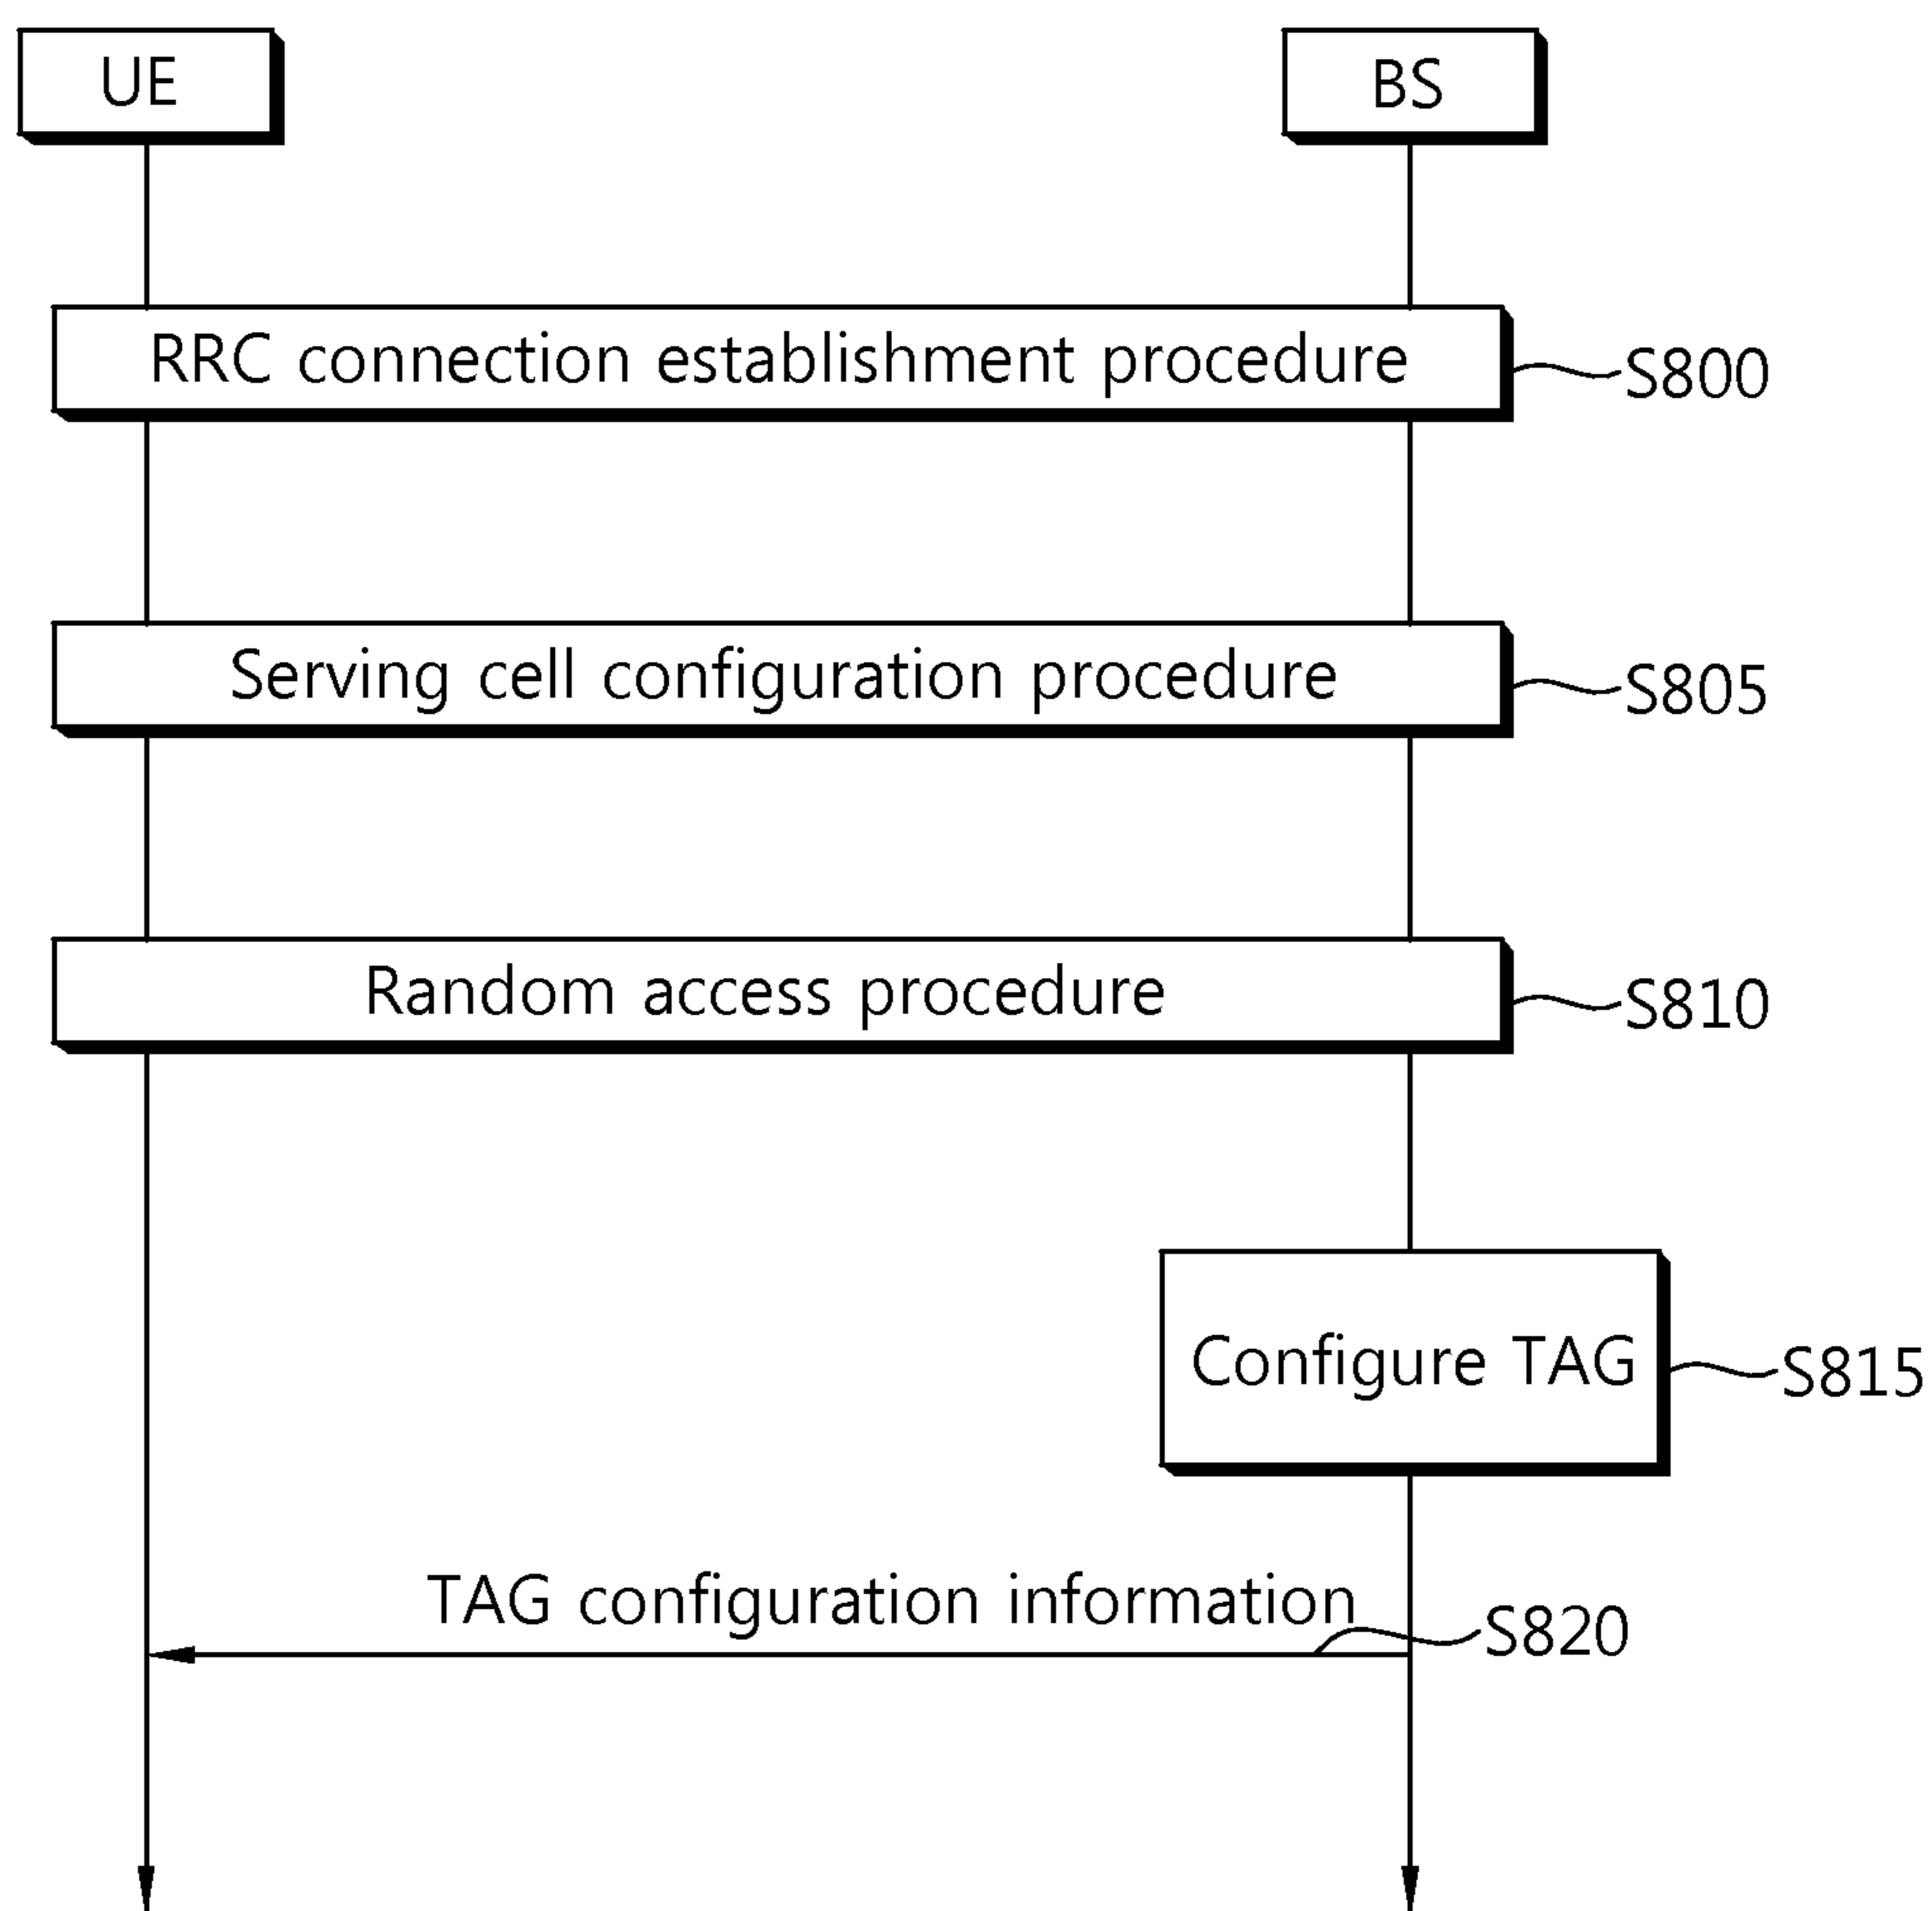 UE
BS
RRC connection establishment procedure
S800
Serving cell configuration procedure
S805
Random access procedure
S810
Configure TAG
S815
TAG configuration information
S820